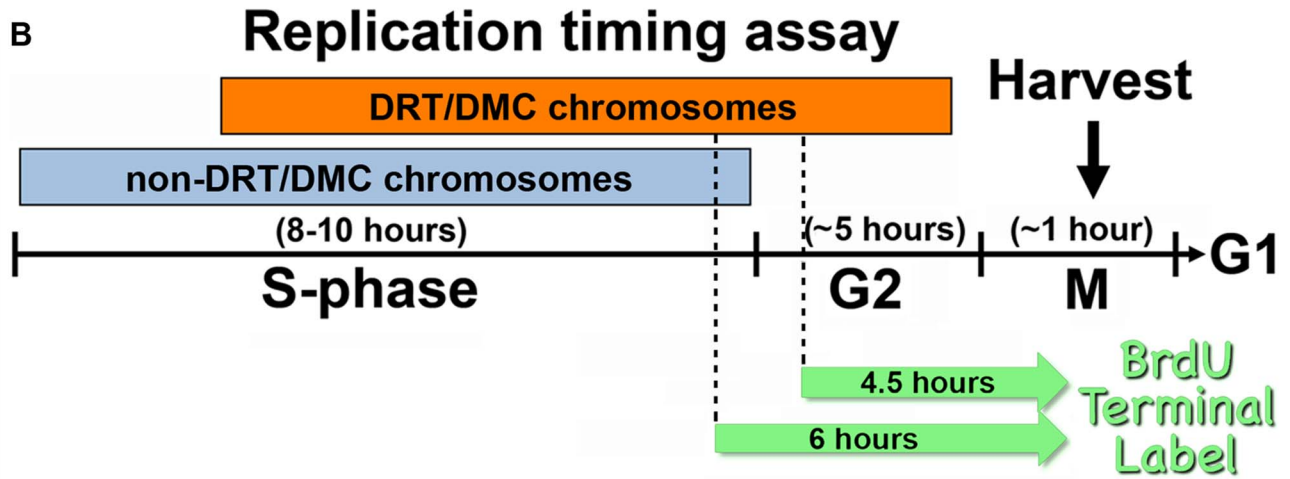 B
Replication timing assay
DRT/DMC chromosomes
Harvest
non-DRT/DMC chromosomes
(8-10 hours)
(~5 hours)
(~1 hour)
G1
S-phase
G2
M
4.5 hours
6 hours
BrdU
Terminal
Label